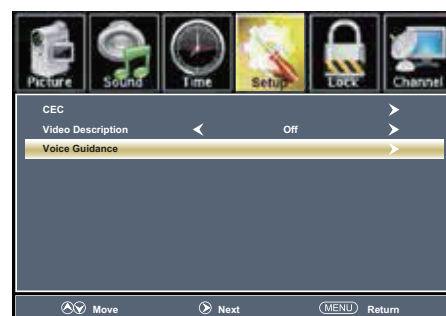 Picture Sound Time Setup Lock Channel
CEC
Video Description Off
Voice Guidance
Move Next MENU Return